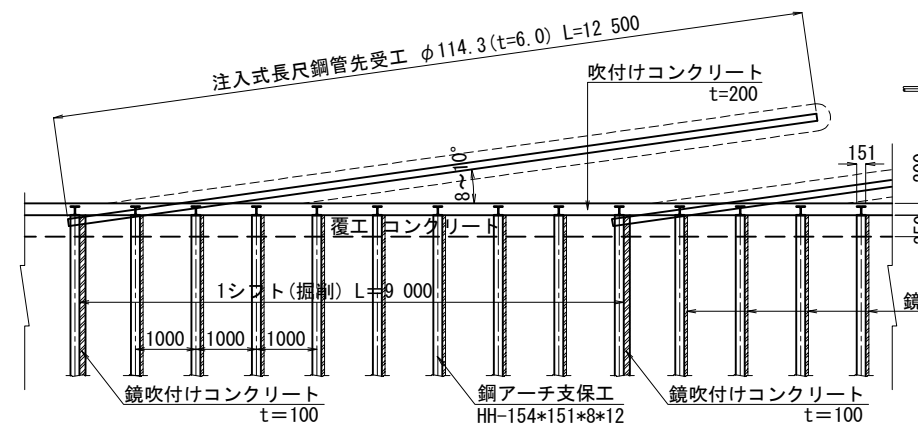 注入式長尺鋼管先受工 φ114.3(t=6.0) L=12 500
吹付けコンクリート
t=200
151
8~10°
200
覆工 コンクリート
1シフト(掘削) L=9 000
鏡
1000 1000 1000
鏡吹付けコンクリート
t=100
鋼アーチ支保工
HH-154*151*8*12
鏡吹付けコンクリート
t=100